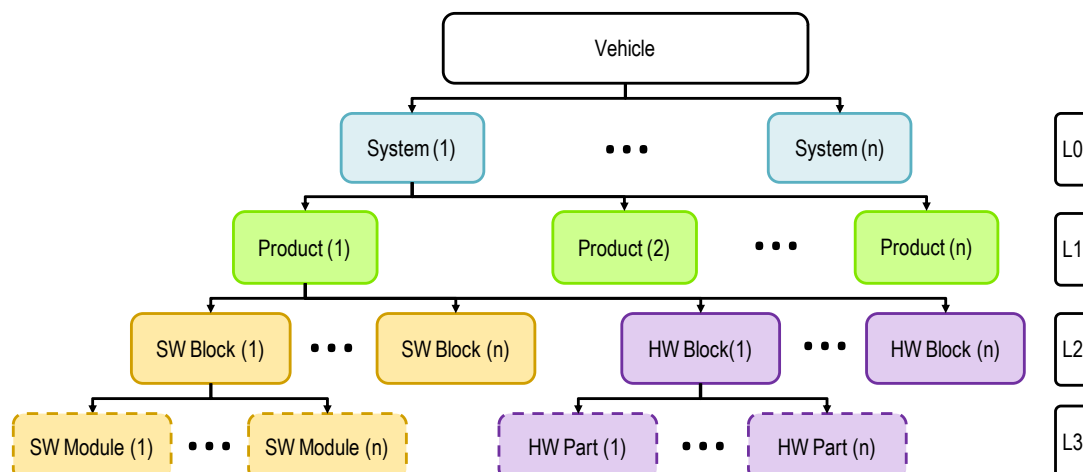 Vehicle
System (1)
System (n)
L0
Product (1)
Product (2)
Product (n)
L1
SW Block (1)
SW Block (n)
HW Block(1)
HW Block (n)
L2
SW Module (1)
SW Module (n)
HW Part (1)
HW Part (n)
L3